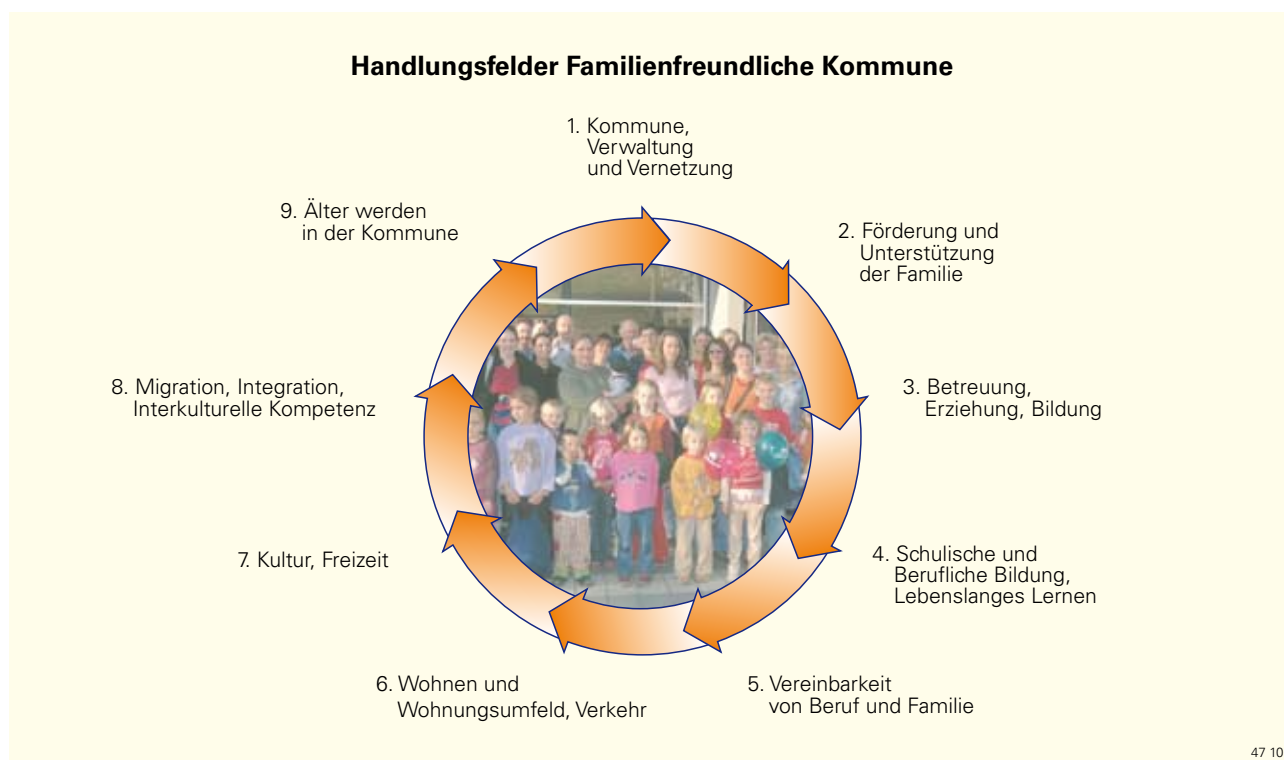 Handlungsfelder Familienfreundliche Kommune
1. Kommune,
Verwaltung
und Vernetzung
2. Förderung und
Unterstützung
der Familie
3. Betreuung,
Erziehung, Bildung
4. Schulische und
Berufliche Bildung,
Lebenslanges Lernen
5. Vereinbarkeit
von Beruf und Familie
6. Wohnen und
Wohnungsumfeld, Verkehr
7. Kultur, Freizeit
8. Migration, Integration,
Interkulturelle Kompetenz
9. Älter werden
in der Kommune
47 10